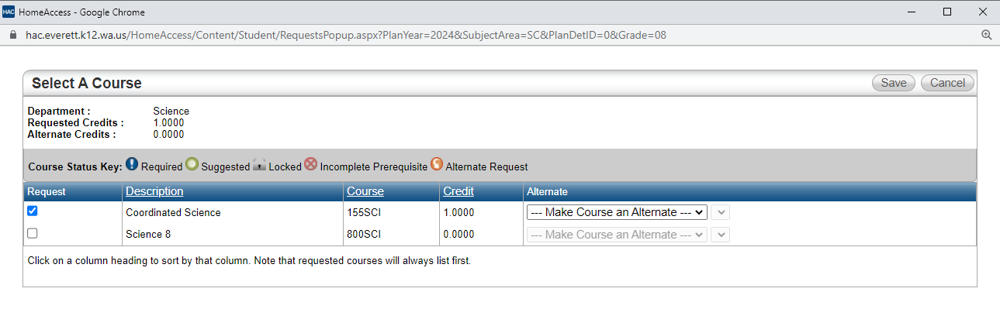 HAC HomeAccess - Google Chrome
hac.everett.k12.wa.us/HomeAccess/Content/Student/RequestsPopup.aspx?PlanYear=2024&SubjectArea=SC&PlanDetID=0&Grade=08
Select A Course Save Cancel
Department : Science
Requested Credits : 1.0000
Alternate Credits : 0.0000
Course Status Key: Required Suggested Locked Incomplete Prerequisite Alternate Request
Request Description Course Credit Alternate
Coordinated Science 155SCI 1.0000 --- Make Course an Alternate ---
Science 8 800SCI 0.0000 --- Make Course an Alternate ---
Click on a column heading to sort by that column. Note that requested courses will always list first.